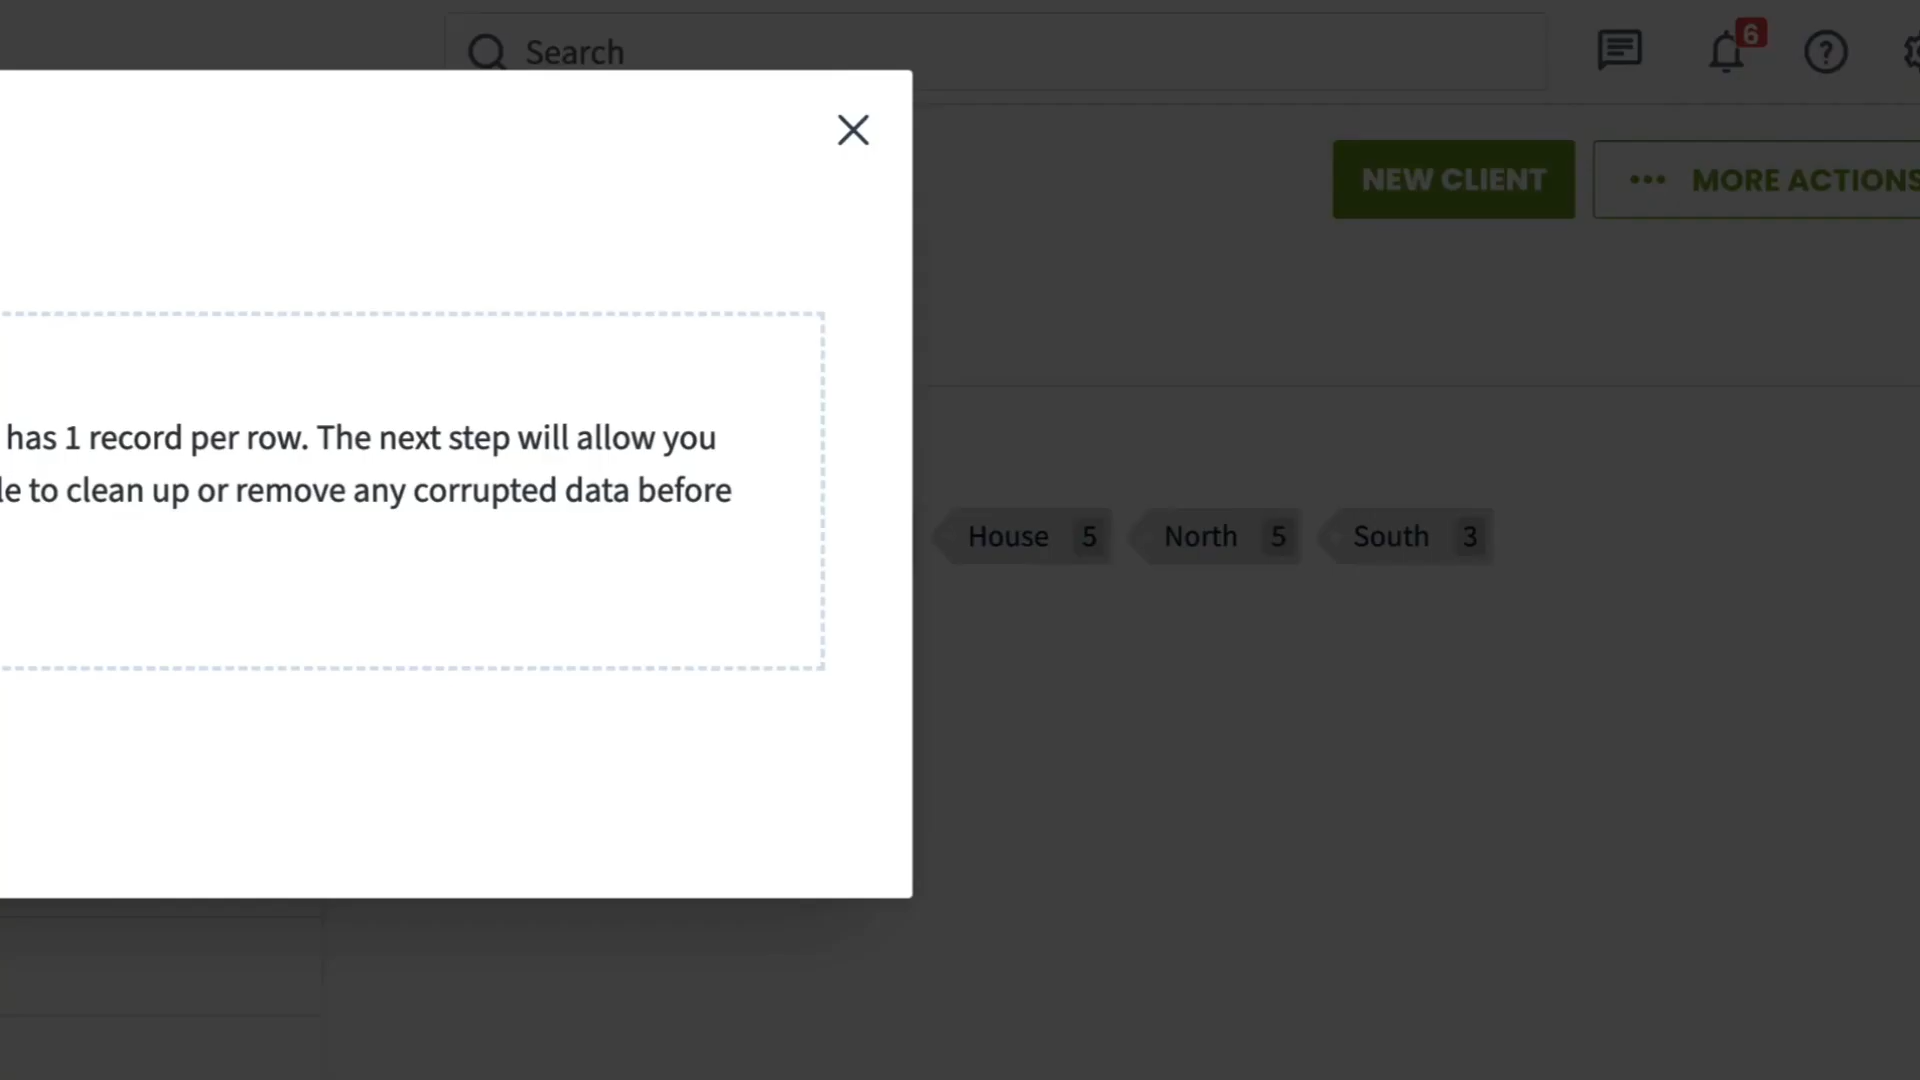 Search
6
NEW CLIENT
MORE ACTIONS
has 1 record per row. The next step will allow you
to clean up or remove any corrupted data before
House 5
North 5
South 3